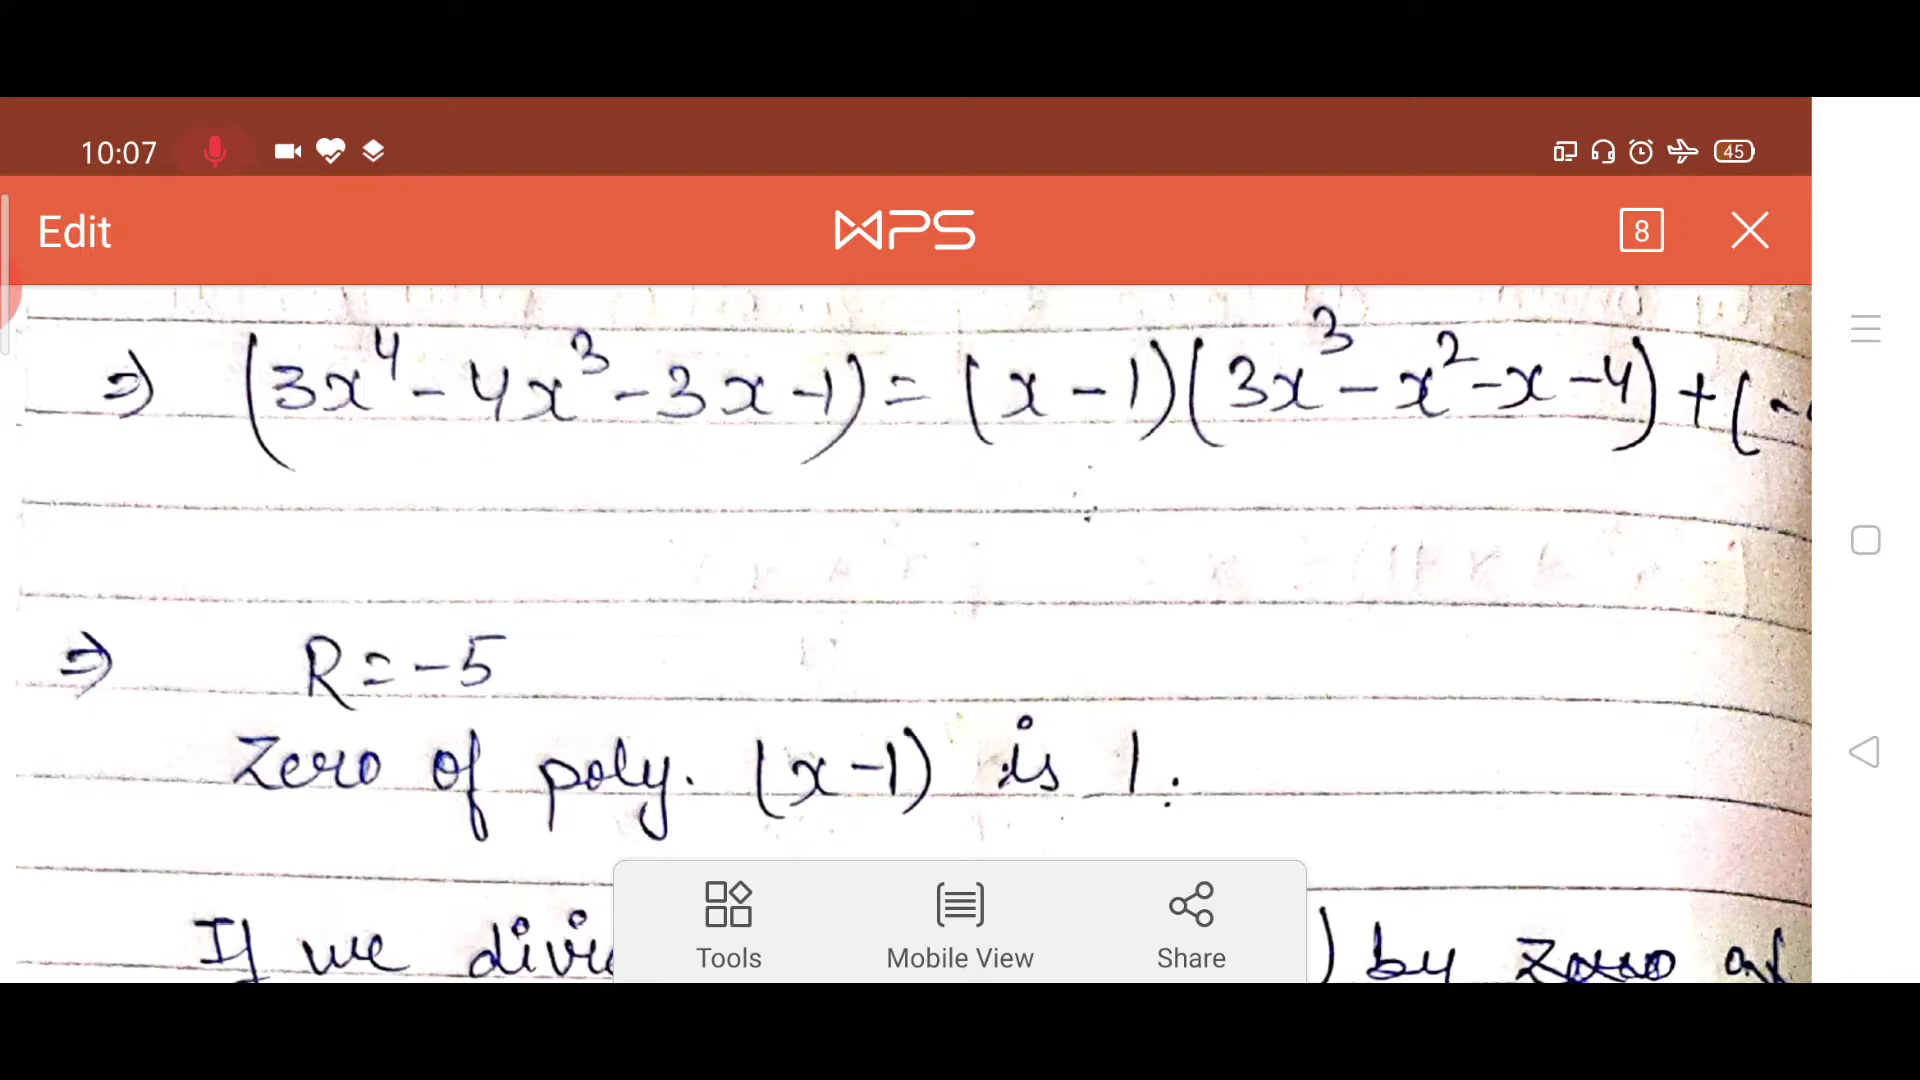 10:07 45
Edit WPS 8
⇒ (3x⁴ - 4x³ - 3x - 1) = (x - 1)(3x³ - x² - x - 4) + (-
⇒ R = -5
Zero of poly. (x-1) is 1.
If we ) by zero of
Tools Mobile View Share